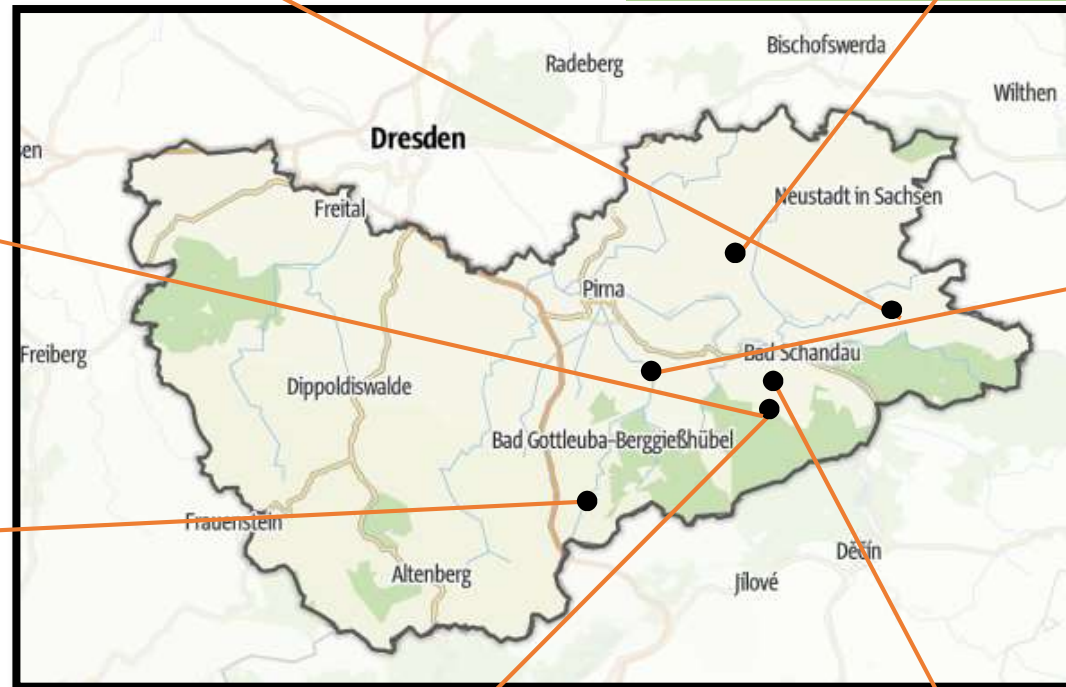 Bischofswerda
Radeberg
Wilthen
Dresden
en
Neustadt in Sachsen
Freital
Pirna
Freiberg
Bad Schandau
Dippoldiswalde
Bad Gottleuba-Berggießhübel
Frauenstein
Děčín
Altenberg
Jílové